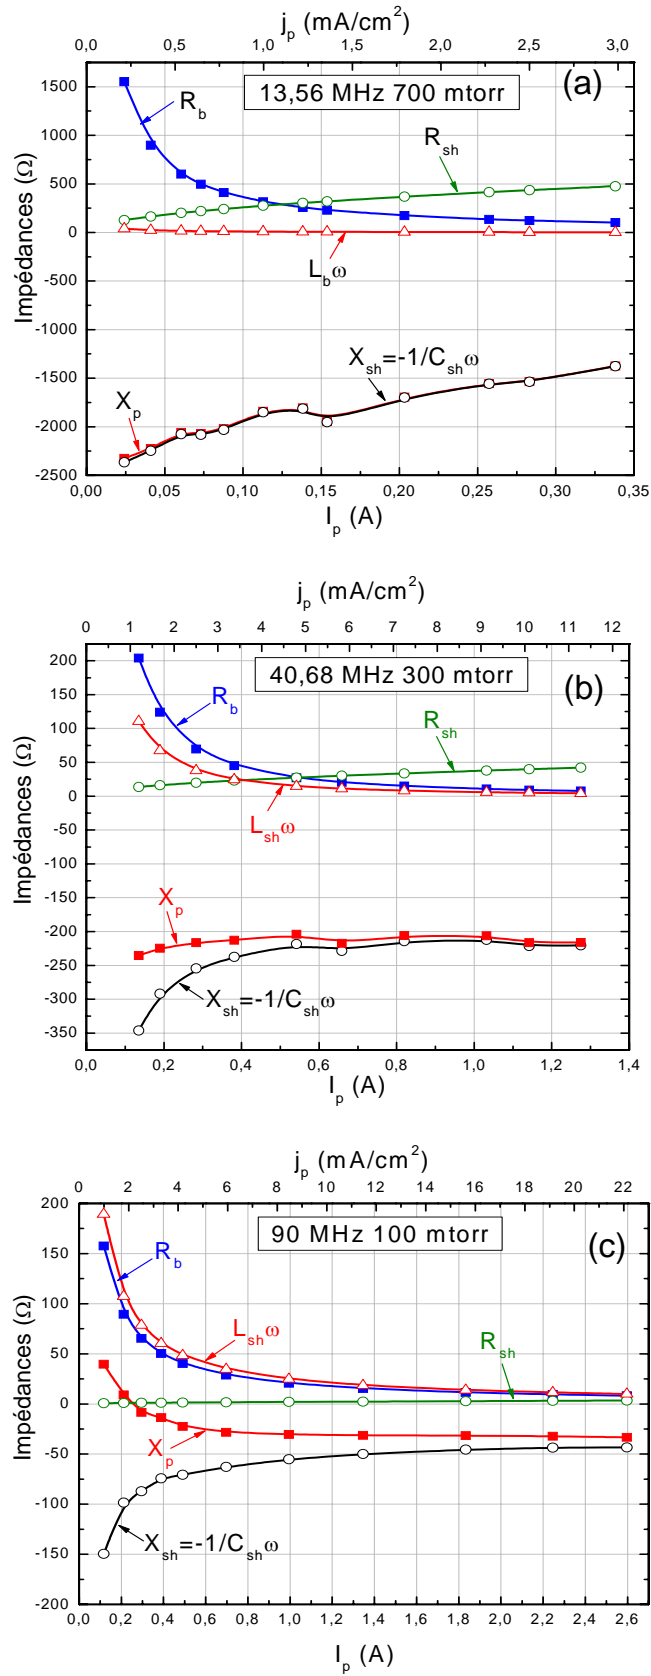 j_p (mA/cm²)
0,0 0,5 1,0 1,5 2,0 2,5 3,0
(a)
13,56 MHz 700 mtorr
R_b
R_sh
L_bω
X_sh=-1/C_shω
X_p
Impédances (Ω)
1500
1000
500
0
-500
-1000
-1500
-2000
-2500
0,00 0,05 0,10 0,15 0,20 0,25 0,30 0,35
I_p (A)
j_p (mA/cm²)
0 1 2 3 4 5 6 7 8 9 10 11 12
40,68 MHz 300 mtorr
(b)
R_b
R_sh
L_shω
X_p
X_sh=-1/C_shω
Impédances (Ω)
200
150
100
50
0
-50
-100
-150
-200
-250
-300
-350
0,0 0,2 0,4 0,6 0,8 1,0 1,2 1,4
I_p (A)
j_p (mA/cm²)
0 2 4 6 8 10 12 14 16 18 20 22
90 MHz 100 mtorr
(c)
R_b
L_shω
R_sh
X_p
X_sh=-1/C_shω
Impédances (Ω)
200
150
100
50
0
-50
-100
-150
-200
0,0 0,2 0,4 0,6 0,8 1,0 1,2 1,4 1,6 1,8 2,0 2,2 2,4 2,6
I_p (A)